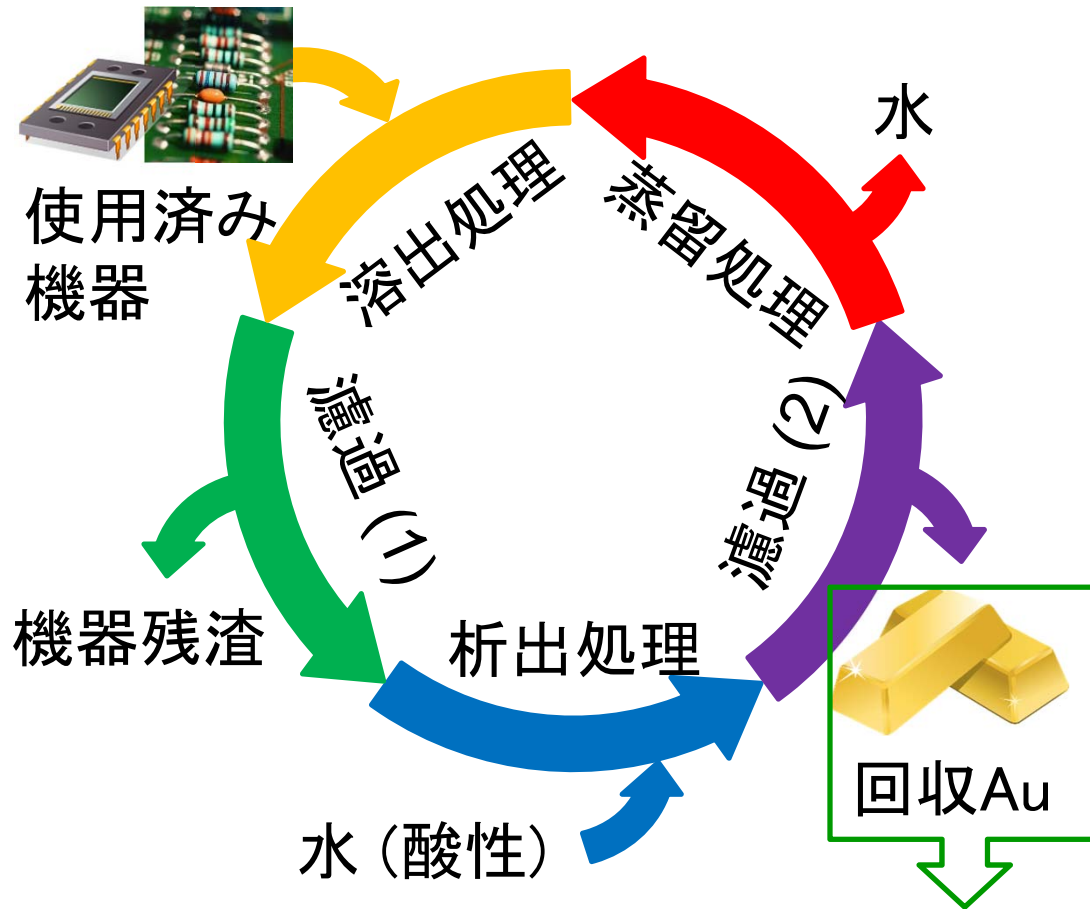 使用済み
機器
溶出処理
濾過 (1)
機器残渣
析出処理
水 (酸性)
濾過 (2)
回収Au
蒸留処理
水